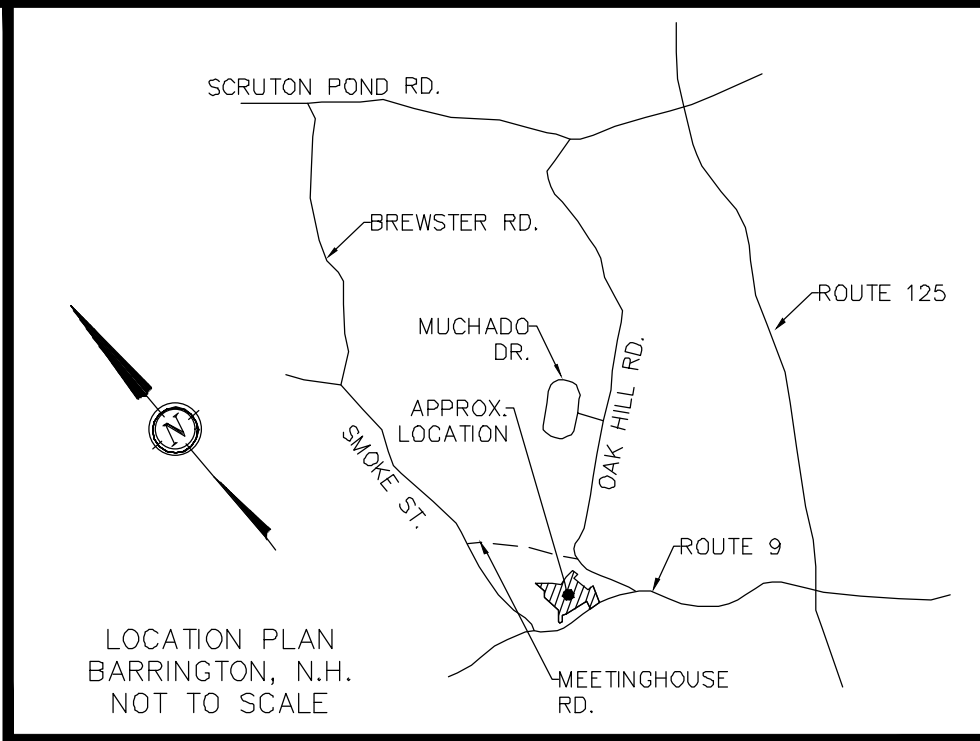 SCRUTON POND RD.
BREWSTER RD.
ROUTE 125
MUCHADO
DR.
OAK HILL RD.
APPROX.
LOCATION
SMOKE ST.
N
ROUTE 9
LOCATION PLAN
BARRINGTON, N.H.
NOT TO SCALE
MEETINGHOUSE
RD.